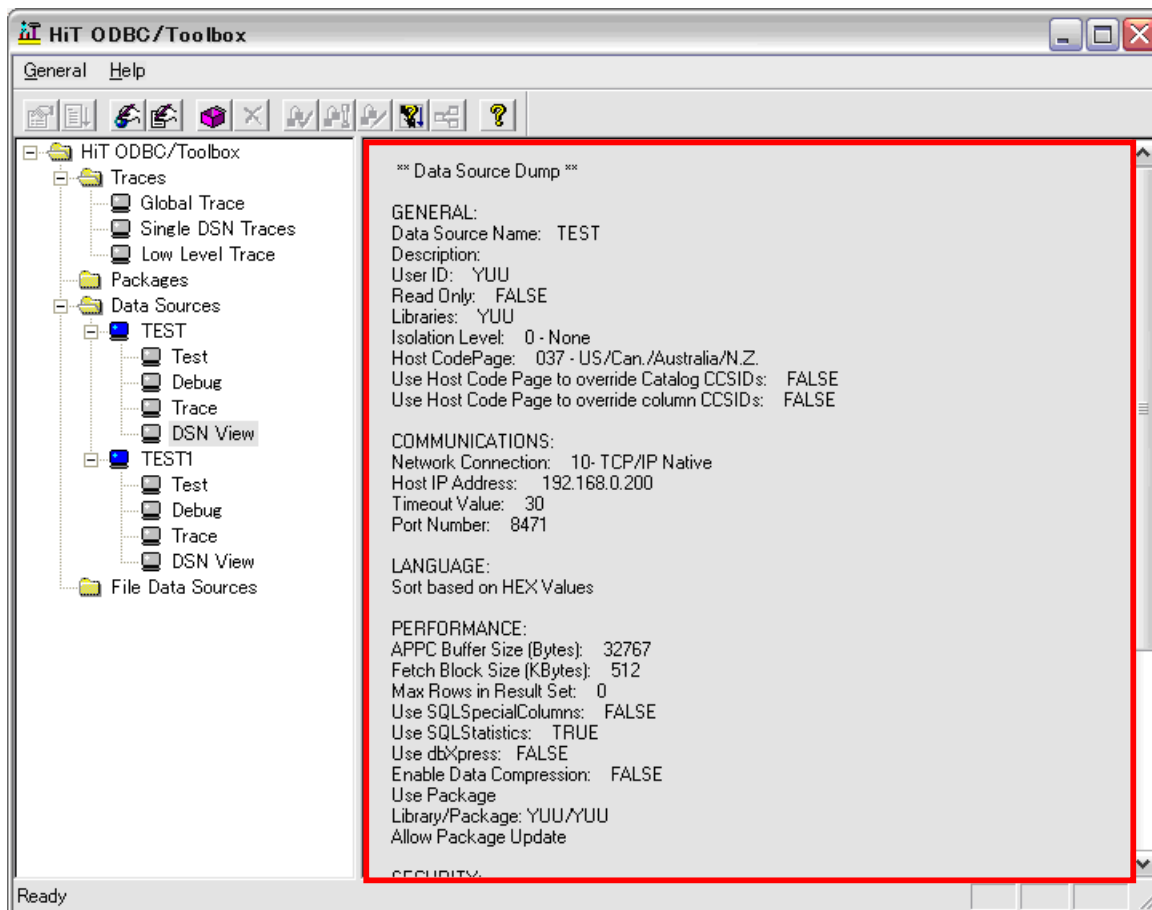 HiT ODBC/Toolbox
General Help
HiT ODBC/Toolbox
Traces
Global Trace
Single DSN Traces
Low Level Trace
Packages
Data Sources
TEST
Test
Debug
Trace
DSN View
TEST1
Test
Debug
Trace
DSN View
File Data Sources
** Data Source Dump **
GENERAL:
Data Source Name: TEST
Description:
User ID: YUU
Read Only: FALSE
Libraries: YUU
Isolation Level: 0 - None
Host CodePage: 037 - US/Can./Australia/N.Z.
Use Host Code Page to override Catalog CCSIDs: FALSE
Use Host Code Page to override column CCSIDs: FALSE
COMMUNICATIONS:
Network Connection: 10- TCP/IP Native
Host IP Address: 192.168.0.200
Timeout Value: 30
Port Number: 8471
LANGUAGE:
Sort based on HEX Values
PERFORMANCE:
APPC Buffer Size (Bytes): 32767
Fetch Block Size (KBytes): 512
Max Rows in Result Set: 0
Use SQLSpecialColumns: FALSE
Use SQLStatistics: TRUE
Use dbXpress: FALSE
Enable Data Compression: FALSE
Use Package
Library/Package: YUU/YUU
Allow Package Update
SECURITY:
Ready